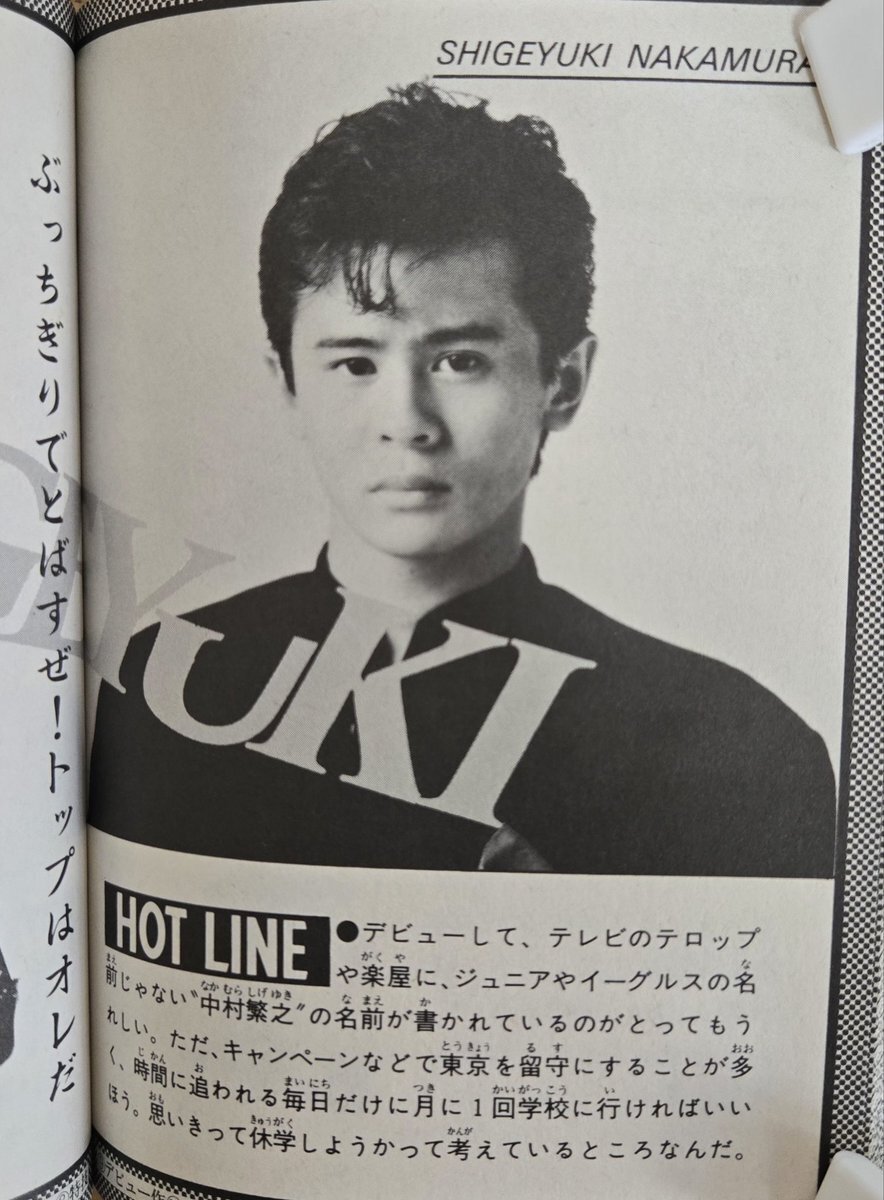 SHIGEYUKI NAKAMURA
ぶっちぎりでとばすぜ！トップはオレだ
EYUKI
HOT LINE
●デビューして、テレビのテロップ
や楽屋に、ジュニアやイーグルスの名
前じゃない“中村繁之”の名前が書かれているのがとってもう
れしい。ただ、キャンペーンなどで東京を留守にすることが多
く、時間に追われる毎日だけに月に1回学校に行ければいい
ほう。思いきって休学しようかって考えているところなんだ。
デビュー作